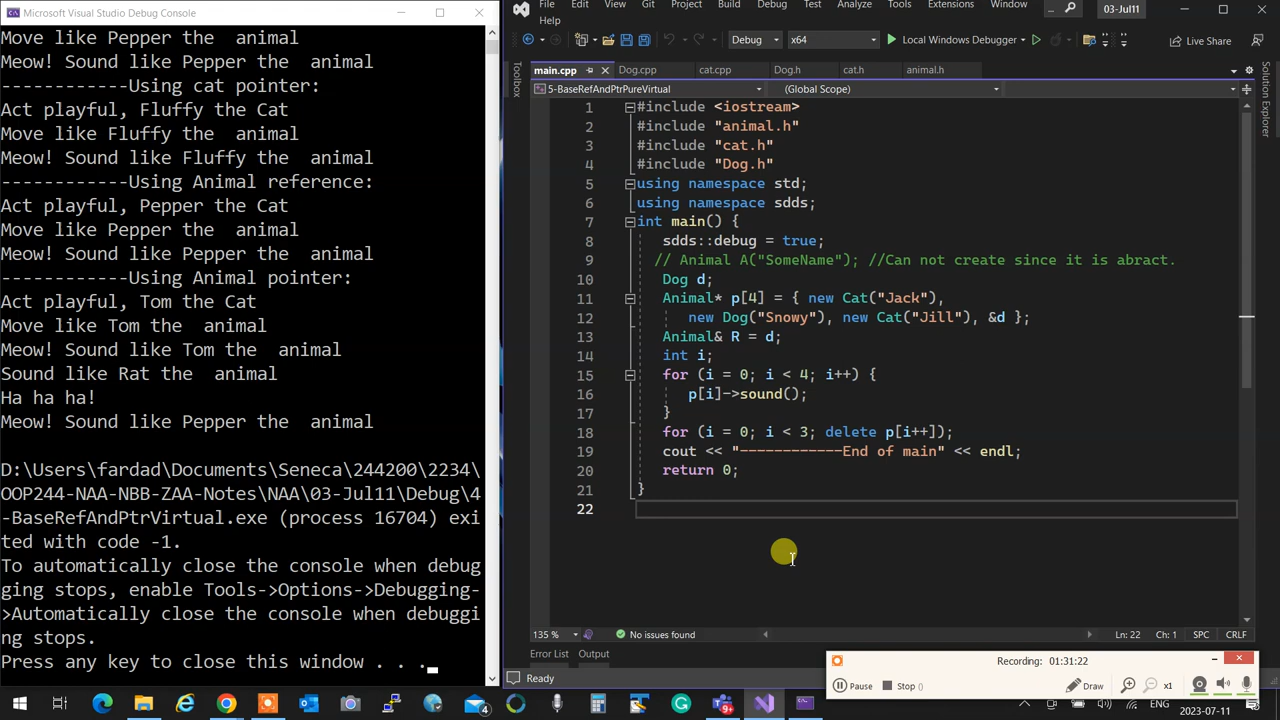 Microsoft Visual Studio Debug Console
Move like Pepper the  animal
Meow! Sound like Pepper the  animal
------------Using cat pointer:
Act playful, Fluffy the Cat
Move like Fluffy the  animal
Meow! Sound like Fluffy the  animal
------------Using Animal reference:
Act playful, Pepper the Cat
Move like Pepper the  animal
Meow! Sound like Pepper the  animal
------------Using Animal pointer:
Act playful, Tom the Cat
Move like Tom the  animal
Meow! Sound like Tom the  animal
Sound like Rat the  animal
Ha ha ha!
Meow! Sound like Pepper the  animal
D:\Users\fardad\Documents\Seneca\244200\2234\
OOP244-NAA-NBB-ZAA-Notes\NAA\03-Jul11\Debug\4
-BaseRefAndPtrVirtual.exe (process 16704) exi
ted with code -1.
To automatically close the console when debug
ging stops, enable Tools->Options->Debugging-
>Automatically close the console when debuggi
ng stops.
Press any key to close this window . . .
File Edit View Git Project Build Debug Test Analyze Tools Extensions Window
Help
03-Jul11
Debug x64 Local Windows Debugger Live Share
Toolbox
main.cpp Dog.cpp cat.cpp Dog.h cat.h animal.h
5-BaseRefAndPtrPureVirtual (Global Scope)
1 #include <iostream>
2 #include "animal.h"
3 #include "cat.h"
4 #include "Dog.h"
5 using namespace std;
6 using namespace sdds;
7 int main() {
8 sdds::debug = true;
9 // Animal A("SomeName"); //Can not create since it is abract.
10 Dog d;
11 Animal* p[4] = { new Cat("Jack"),
12 new Dog("Snowy"), new Cat("Jill"), &d };
13 Animal& R = d;
14 int i;
15 for (i = 0; i < 4; i++) {
16 p[i]->sound();
17 }
18 for (i = 0; i < 3; delete p[i++]);
19 cout << "------------End of main" << endl;
20 return 0;
21 }
22
Solution Explorer
135 % No issues found Ln: 22 Ch: 1 SPC CRLF
Error List Output
Ready
Recording: 01:31:22
Pause Stop () Draw x1
4
9+
ENG 2023-07-11